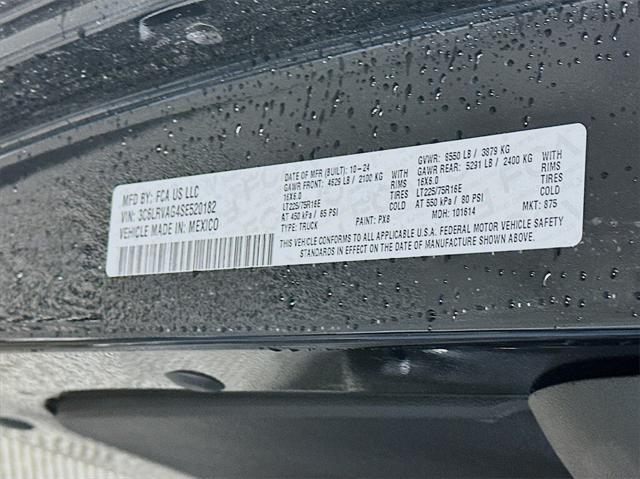 MFD BY: FCA US LLC
VIN: 3C6LRVAG4SE520182
VEHICLE MADE IN: MEXICO
DATE OF MFR (BUILT): 10-24
GAWR FRONT: 4629 LB / 2100 KG WITH
16X6.0 RIMS
LT225/75R16E TIRES
AT 450 kPa / 65 PSI COLD
TYPE: TRUCK PAINT: PX8
GVWR: 8550 LB / 3879 KG
GAWR REAR: 5291 LB / 2400 KG WITH
16X6.0 RIMS
LT225/75R16E TIRES
AT 550 kPa / 80 PSI COLD
MDH: 101614 MKT: 875
THIS VEHICLE CONFORMS TO ALL APPLICABLE U.S.A. FEDERAL MOTOR VEHICLE SAFETY
STANDARDS IN EFFECT ON THE DATE OF MANUFACTURE SHOWN ABOVE.